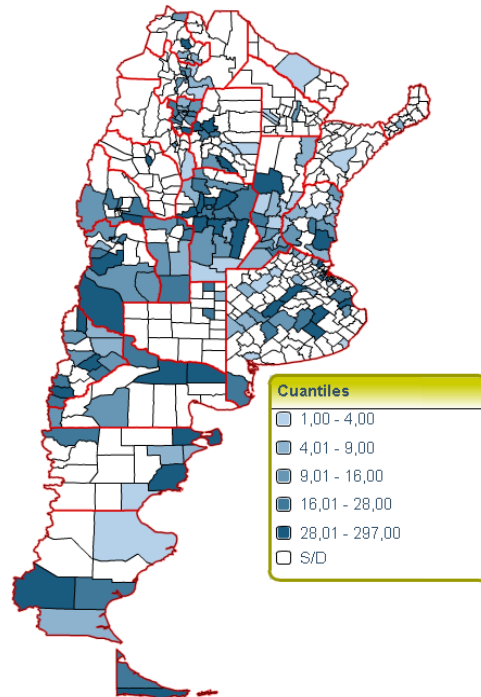 Cuantiles
1,00 - 4,00
4,01 - 9,00
9,01 - 16,00
16,01 - 28,00
28,01 - 297,00
S/D